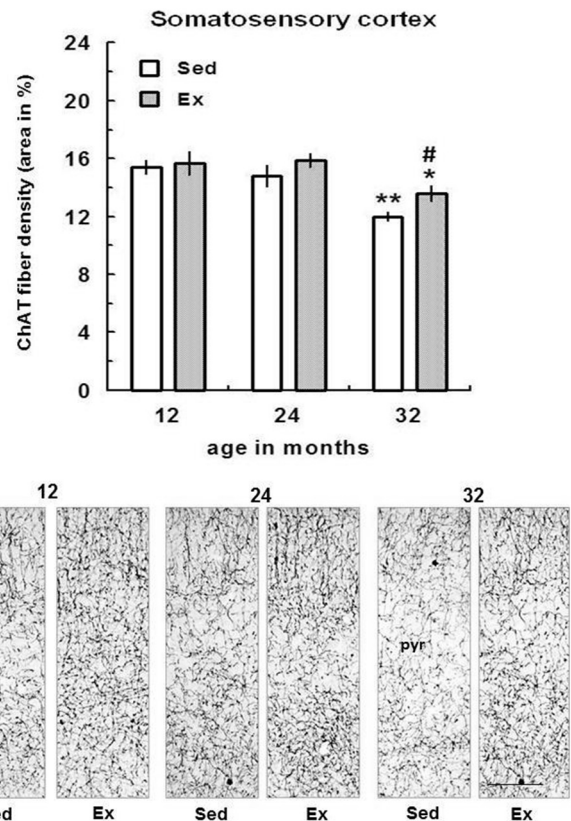 Somatosensory cortex
24
Sed
20
Ex
16
#
*
**
12
8
4
0
ChAT fiber density (area in %)
12 24 32
age in months
12 24 32
pyr
Ex Sed Ex Sed Ex